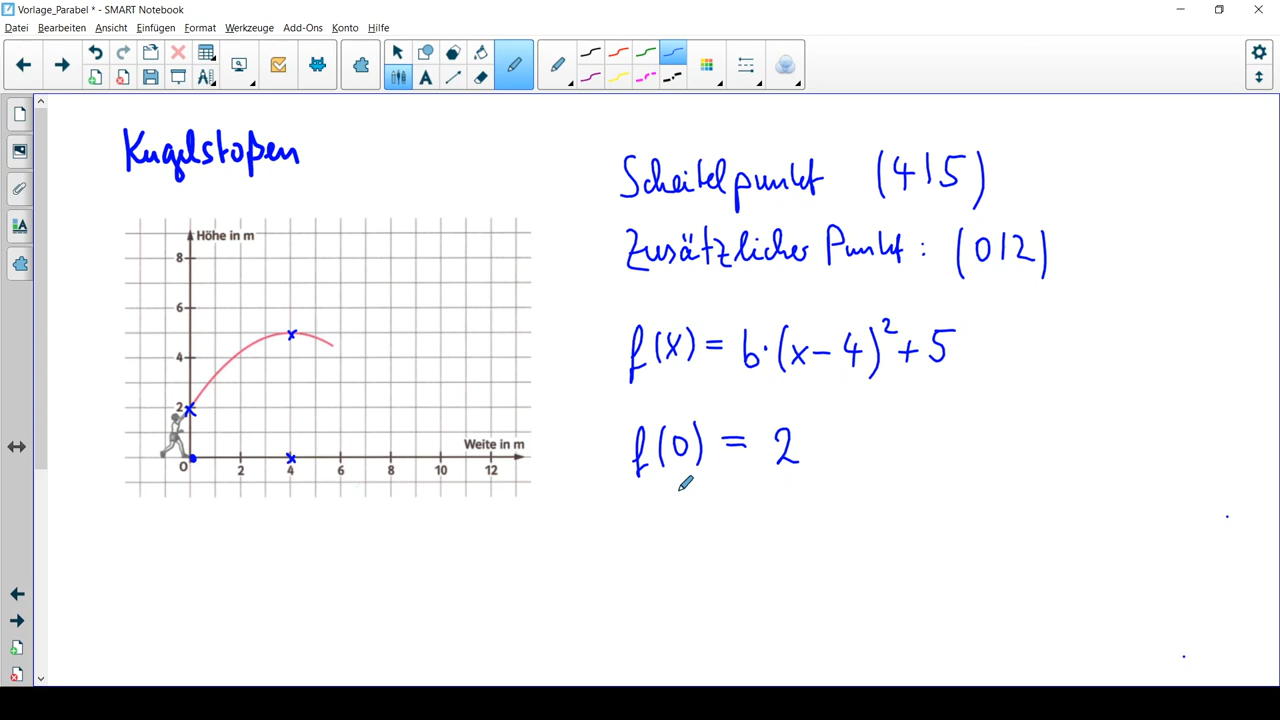 Vorlage_Parabel * - SMART Notebook
Datei Bearbeiten Ansicht Einfügen Format Werkzeuge Add-Ons Konto Hilfe
Kugelstoßen
Höhe in m
8
6
4
2
0 2 4 6 8 10 12
Weite in m
Scheitelpunkt (4|5)
Zusätzlicher Punkt: (0|2)
f(x) = b·(x-4)²+5
f(0) = 2